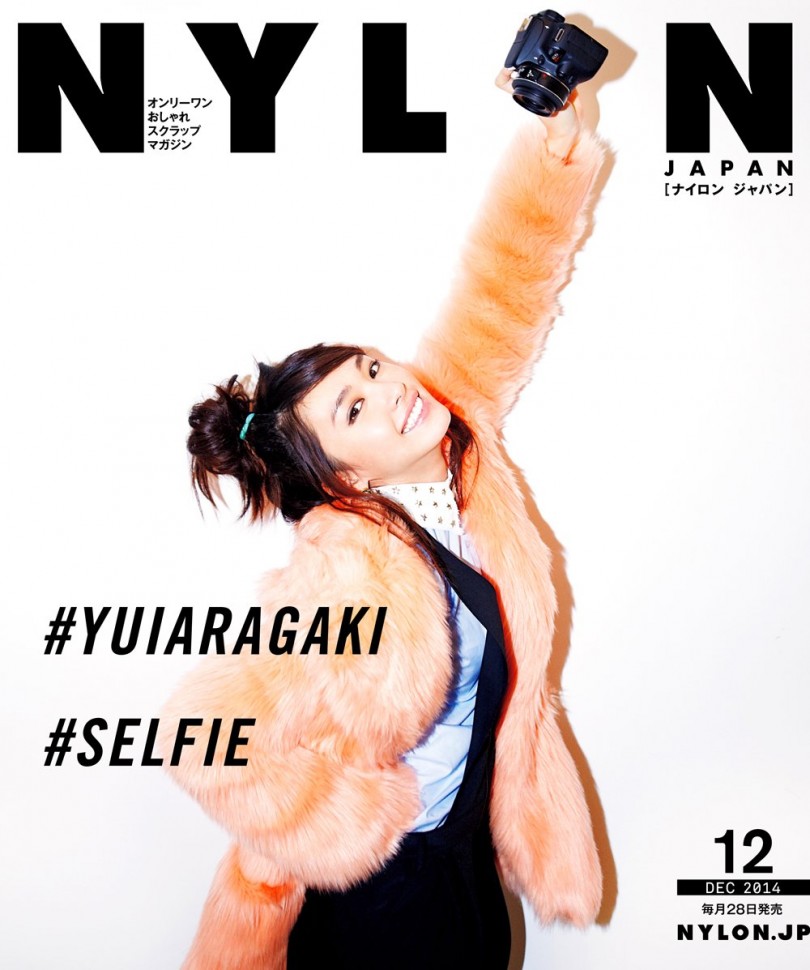 NYLON
オンリーワン
おしゃれ
スクラップ
マガジン
JAPAN
[ナイロン ジャパン]
#YUIARAGAKI
#SELFIE
12
DEC 2014
毎月28日発売
NYLON.JP